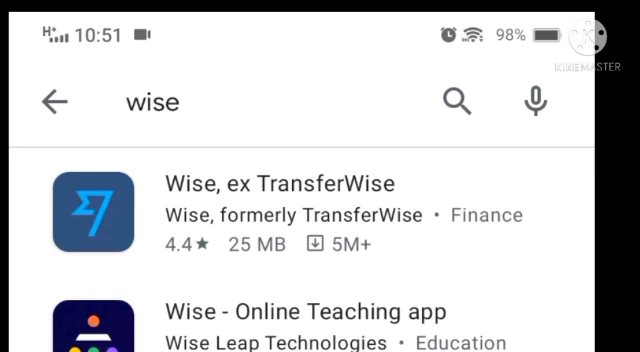 H+ 10:51 98%
KINEMASTER
wise
Wise, ex TransferWise
Wise, formerly TransferWise • Finance
4.4★ 25 MB 5M+
Wise - Online Teaching app
Wise Leap Technologies • Education